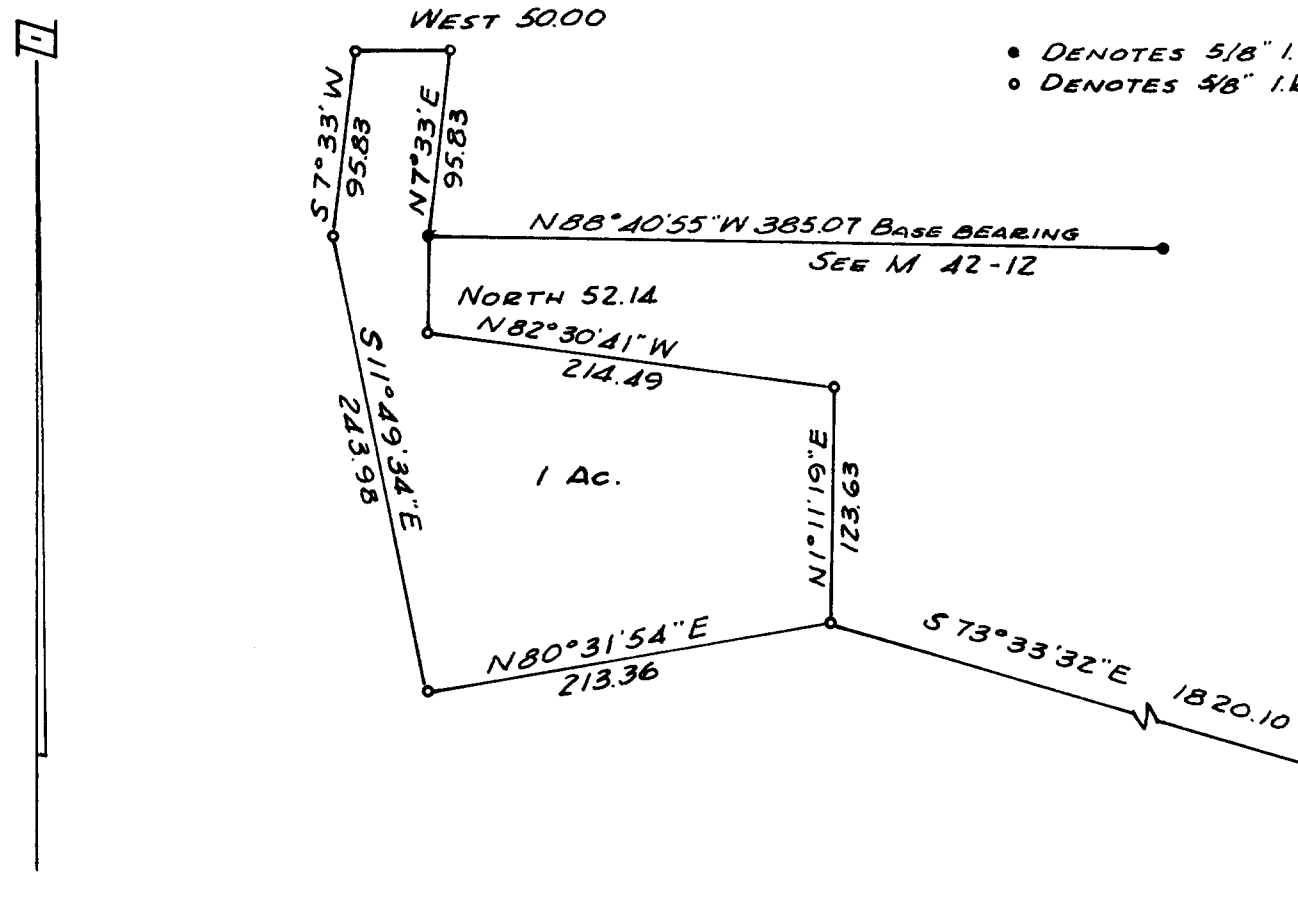 WEST 50.00
● DENOTES 5/8" I.
○ DENOTES 5/8" I.
S 7°33' W
95.83
N7°33' E
95.83
N88°40'55"W 385.07 BASE BEARING
SEE M 42-12
NORTH 52.14
N82°30'41"W
214.49
S11°49'34"E
243.98
1 AC.
N1°11'19"E
123.63
N80°31'54"E
213.36
S 73°33'32"E
1820.10